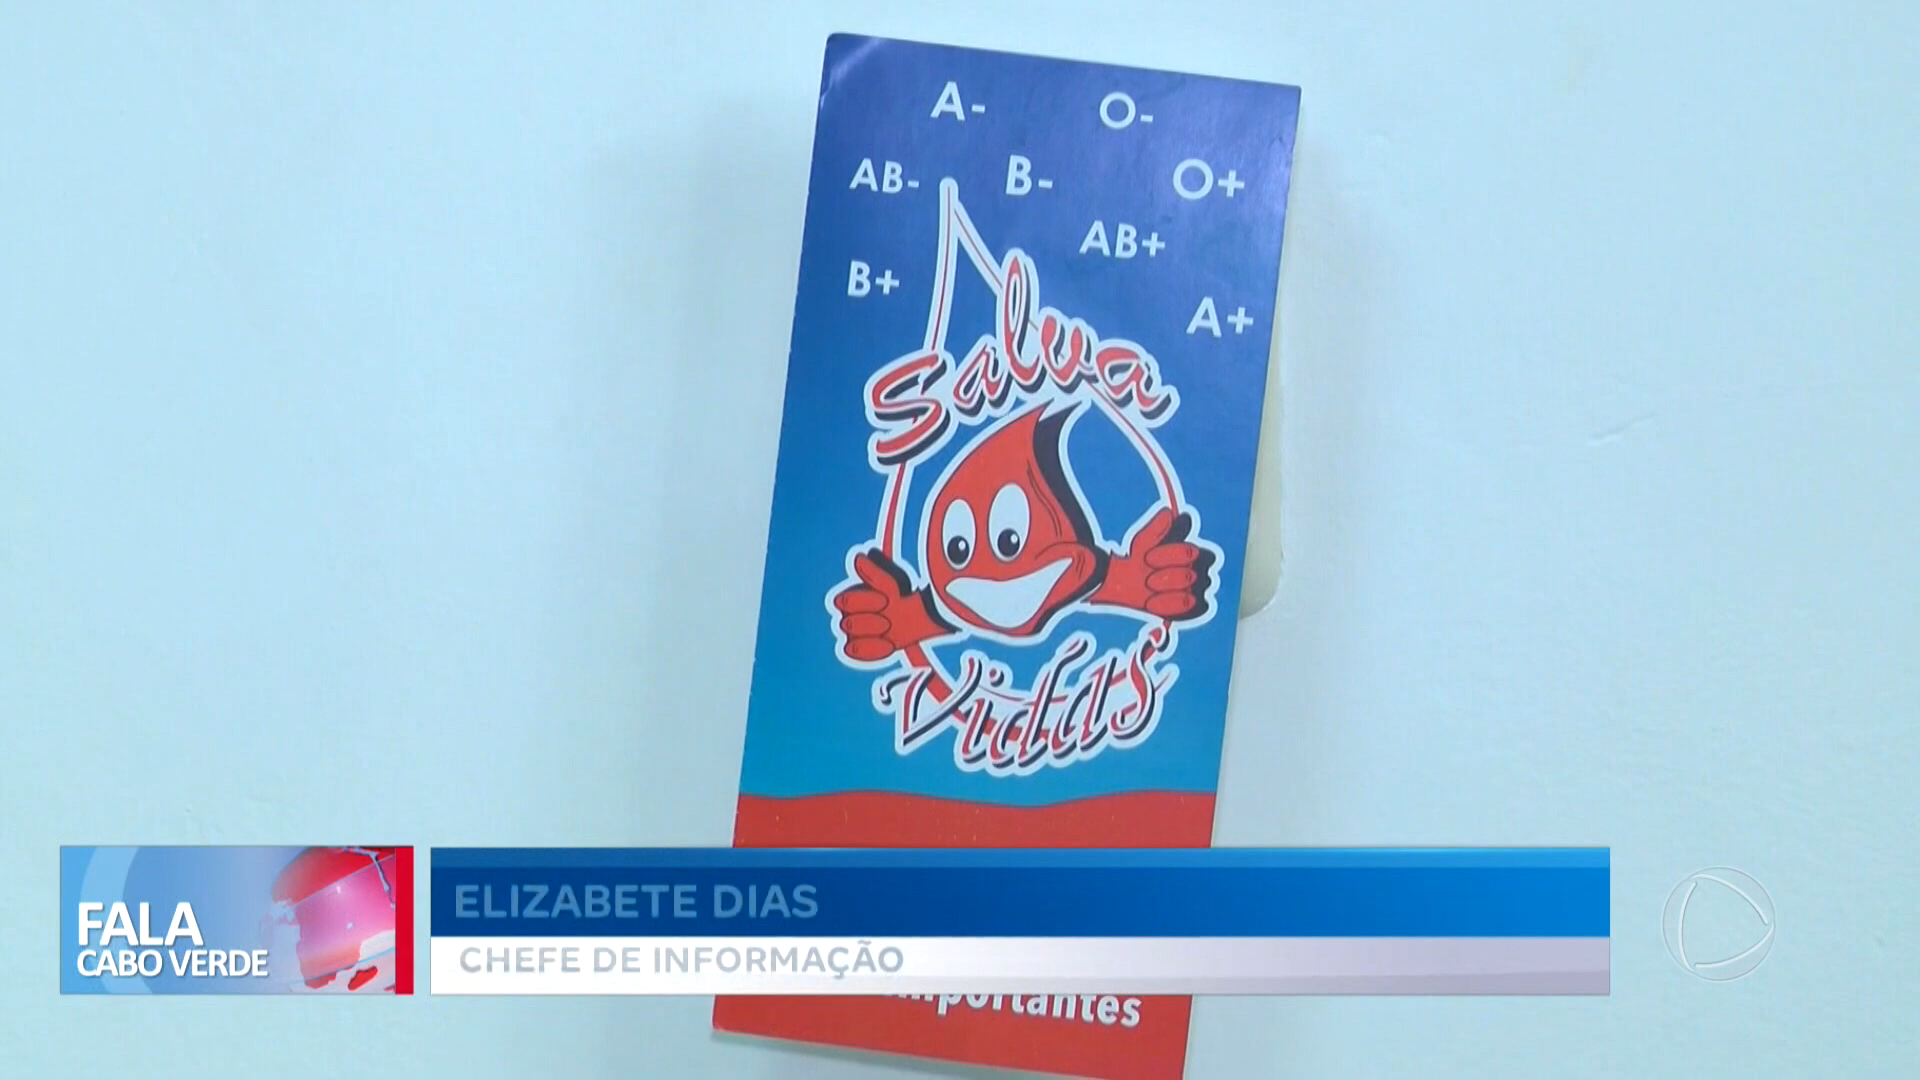 A- O-
AB- B- O+
AB+
B+
A+
Salva
Vidas
FALA
CABO VERDE
ELIZABETE DIAS
CHEFE DE INFORMAÇÃO